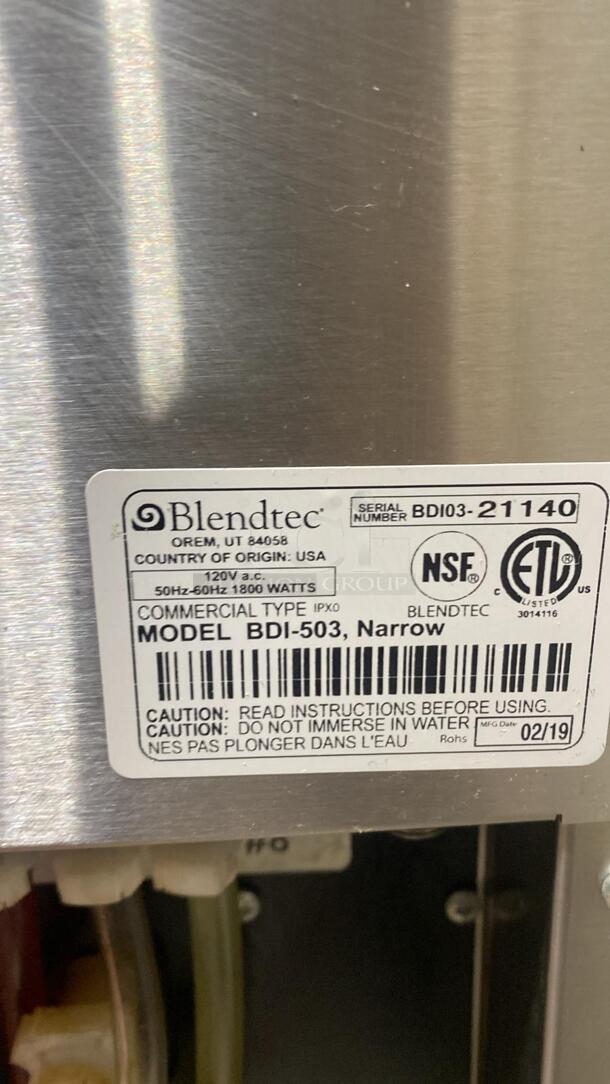 Blendtec®
OREM, UT 84058
COUNTRY OF ORIGIN: USA
120V a.c.
50Hz-60Hz 1800 WATTS
COMMERCIAL TYPE IPX0
MODEL BDI-503, Narrow
SERIAL NUMBER BDI03-21140
NSF®
BLENDTEC
ETL®
C US
LISTED
3014116
CAUTION: READ INSTRUCTIONS BEFORE USING.
CAUTION: DO NOT IMMERSE IN WATER
NES PAS PLONGER DANS L'EAU
Rohs
MFG Date 02/19
GROUP